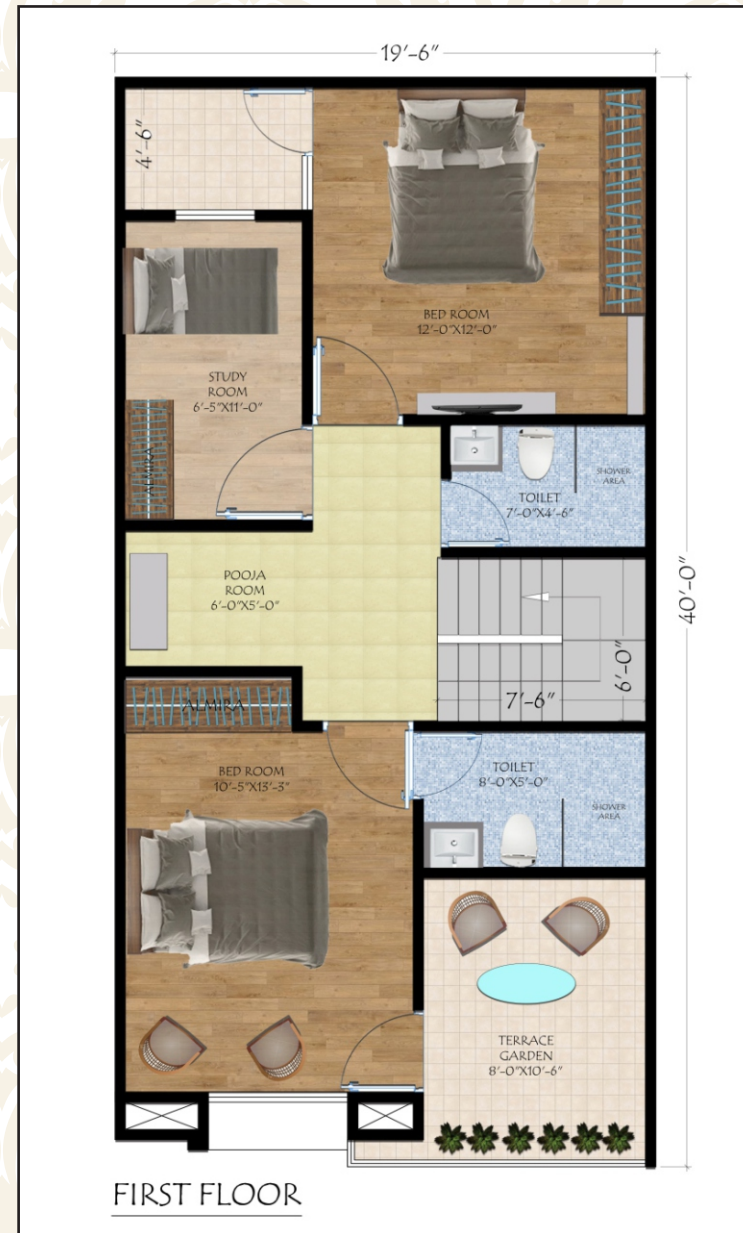 19'-6"
4'-6"
BED ROOM
12'-0"X12'-0"
STUDY
ROOM
6'-5"X11'-0"
ALMIRA
SHOWER
AREA
TOILET
7'-0"X4'-6"
POOJA
ROOM
6'-0"X5'-0"
40'-0"
6'-0"
7'-6"
ALMIRA
BED ROOM
10'-5"X13'-3"
TOILET
8'-0"X5'-0"
SHOWER
AREA
TERRACE
GARDEN
8'-0"X10'-6"
FIRST FLOOR